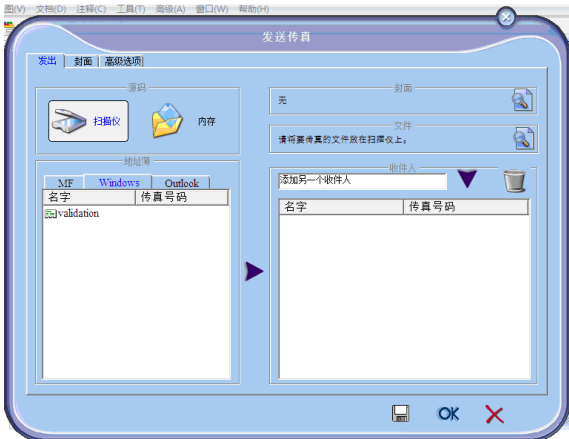 图(V) 文档(D) 注释(C) 工具(T) 高级(A) 窗口(W) 帮助(H)
发送传真
发出 封面 高级选项
源码
扫描仪 内存
封面
无
文件
请将要传真的文件放在扫描仪上。
地址簿
MF Windows Outlook
名字 传真号码
validation
收件人
添加另一个收件人
名字 传真号码
OK